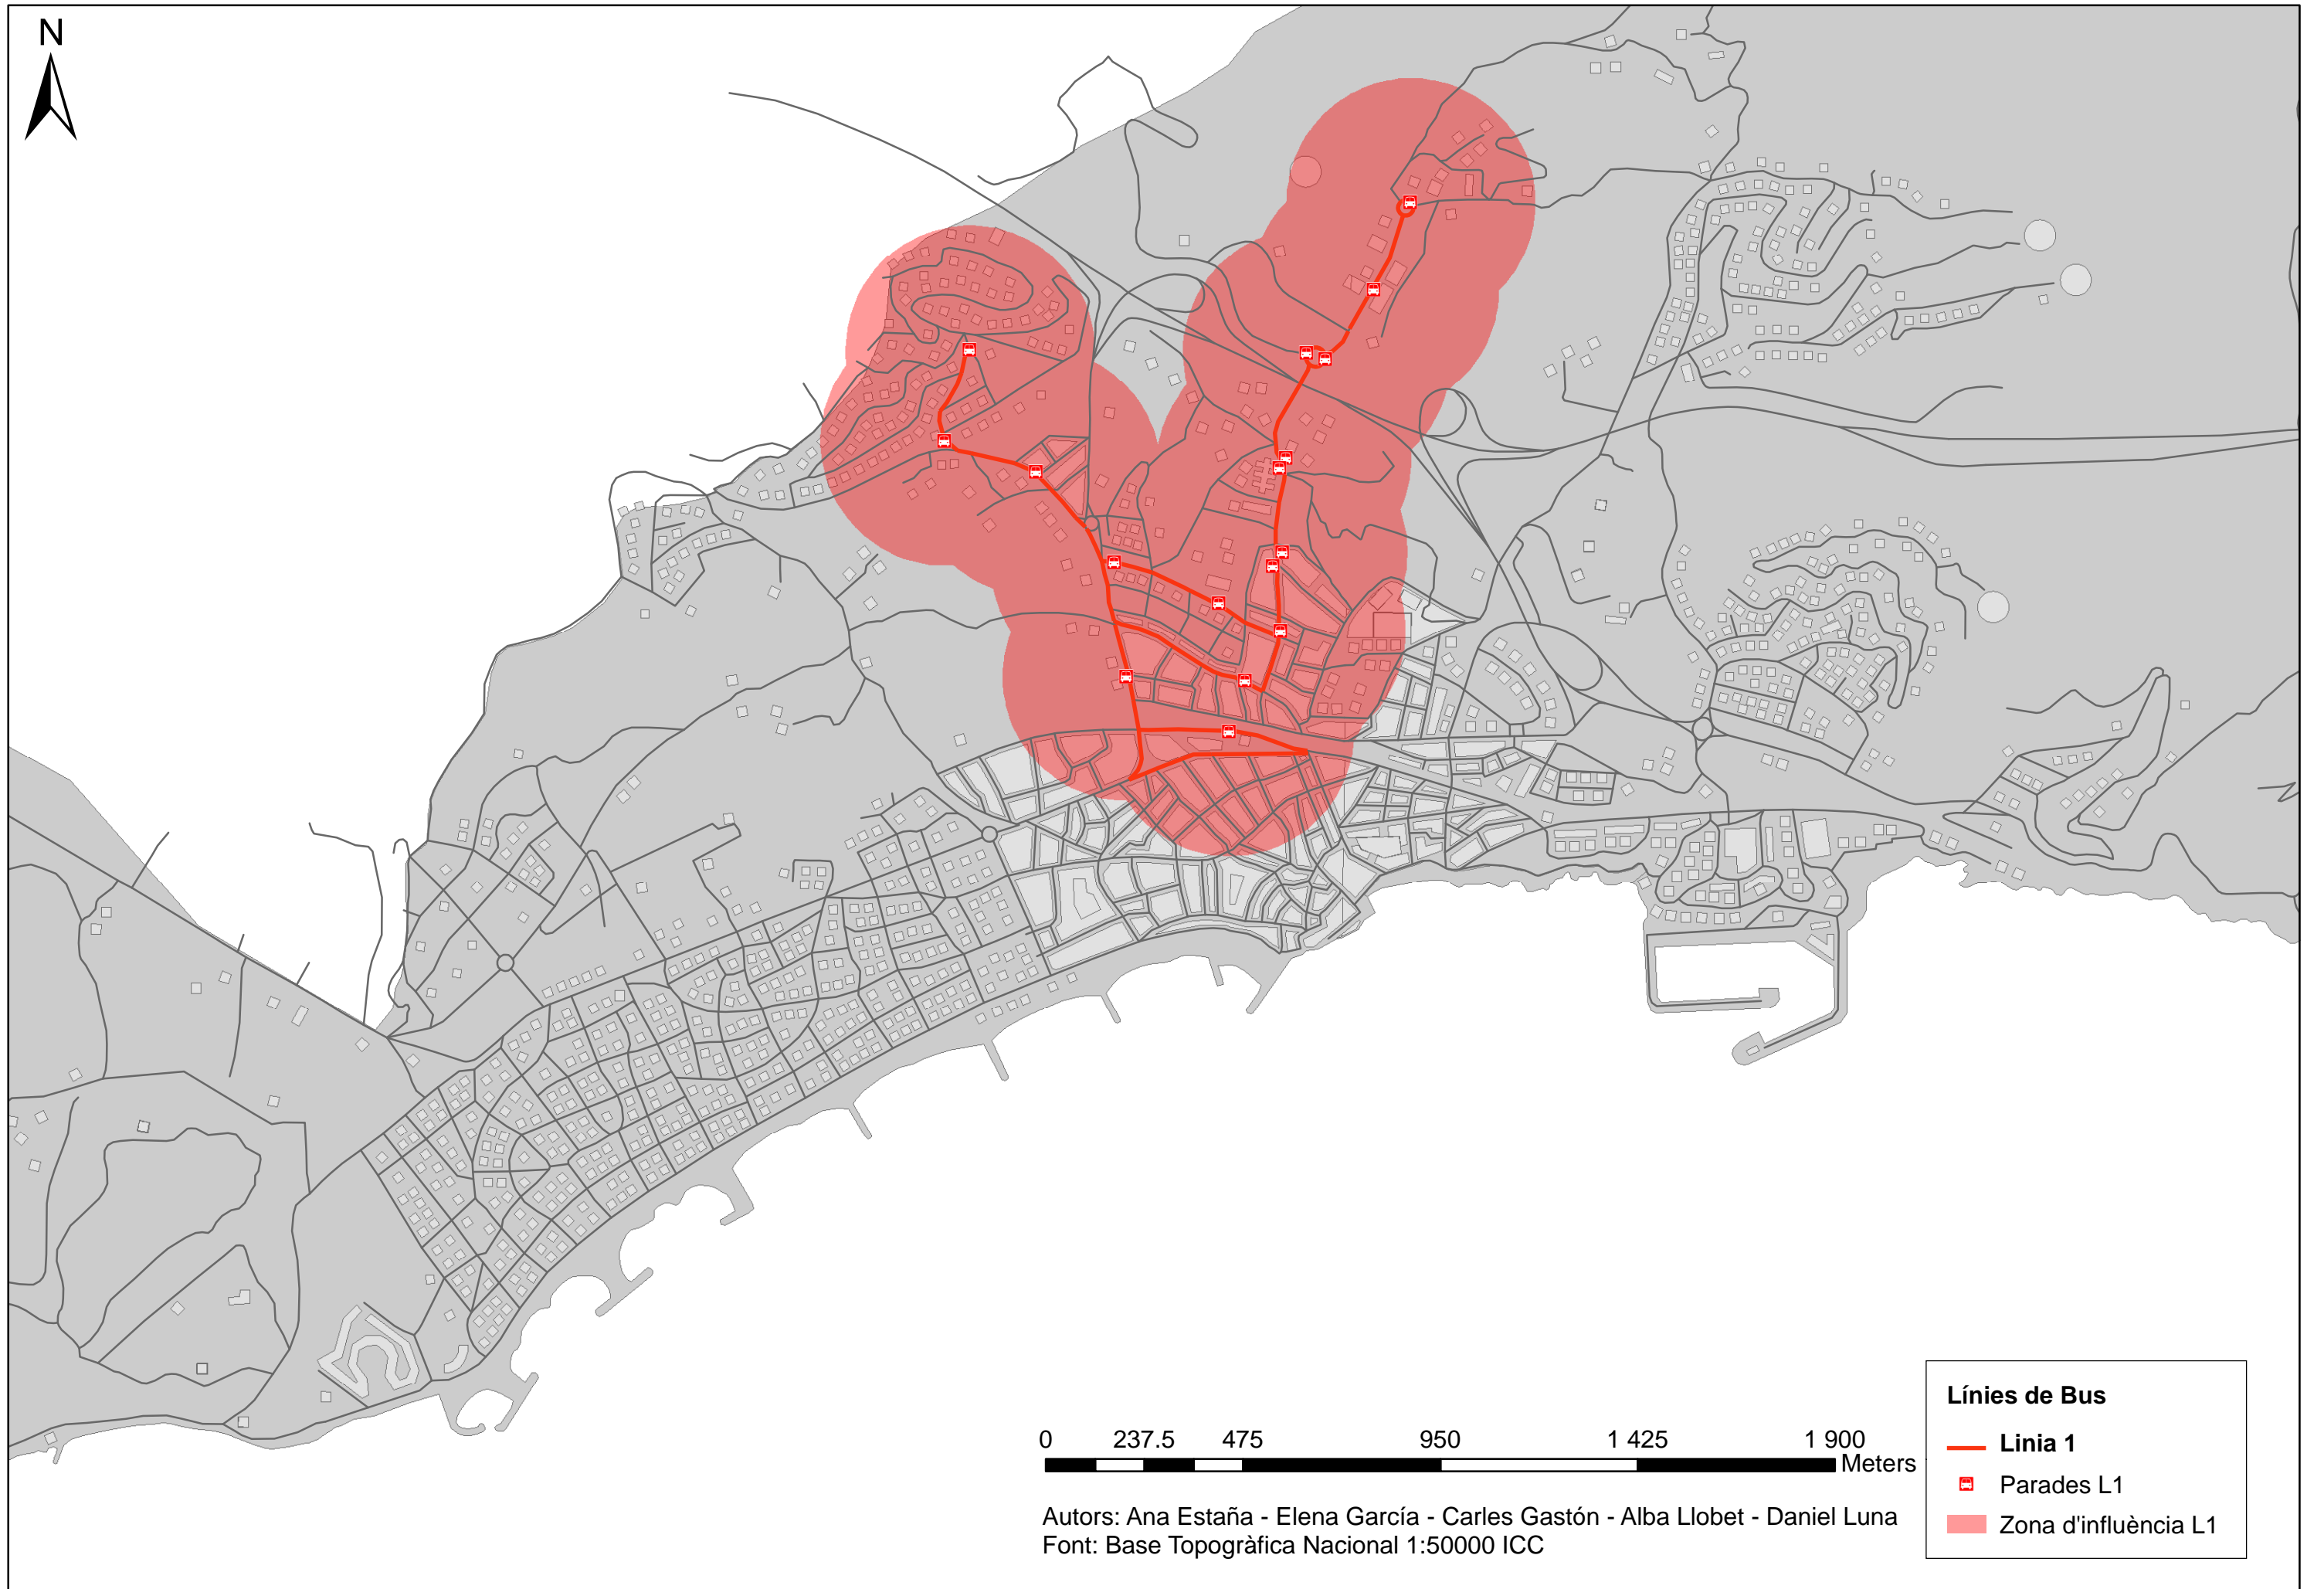 N
0 237.5 475 950 1 425 1 900
Meters
Autors: Ana Estaña - Elena García - Carles Gastón - Alba Llobet - Daniel Luna
Font: Base Topogràfica Nacional 1:50000 ICC
Línies de Bus
Linia 1
Parades L1
Zona d'influència L1